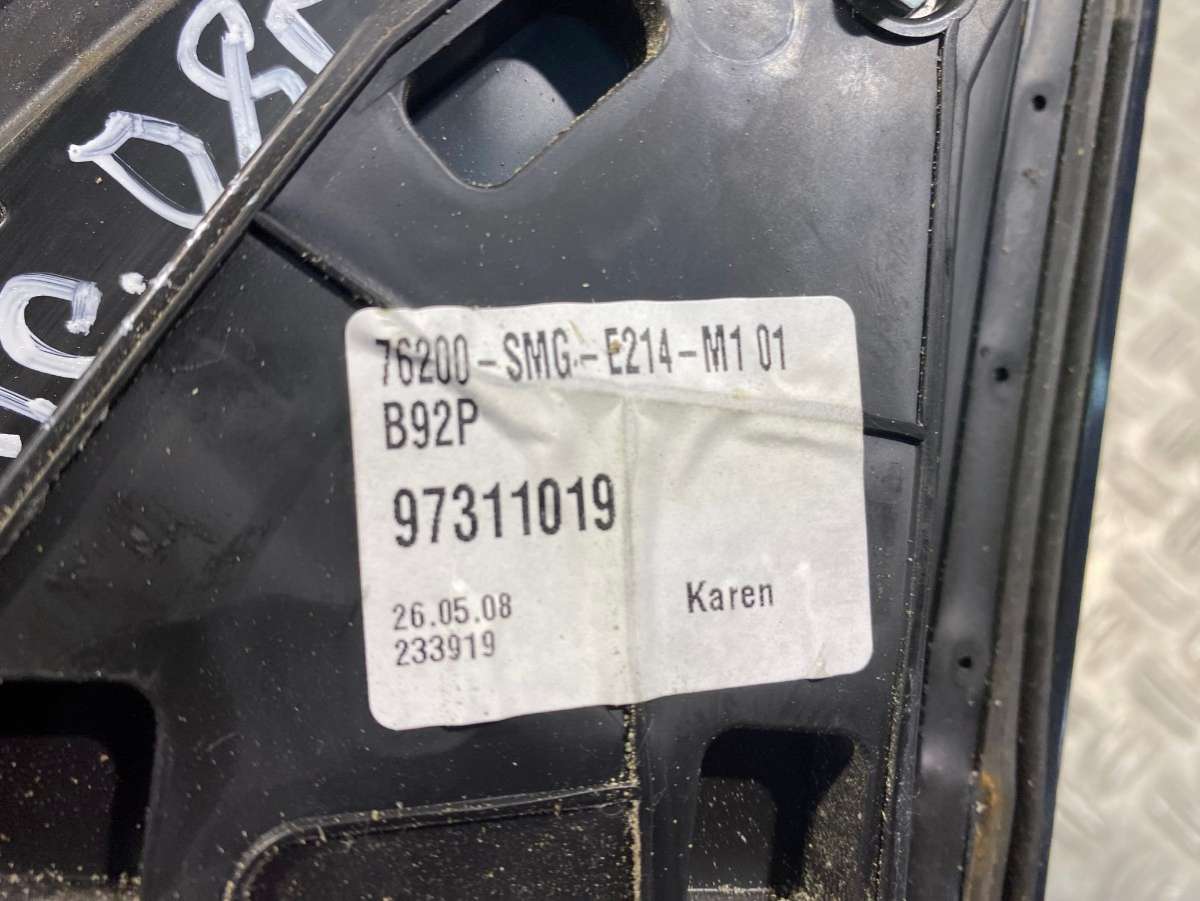 76200-SMG-E214-M1 01
B92P
97311019
26.05.08
233919
Karen